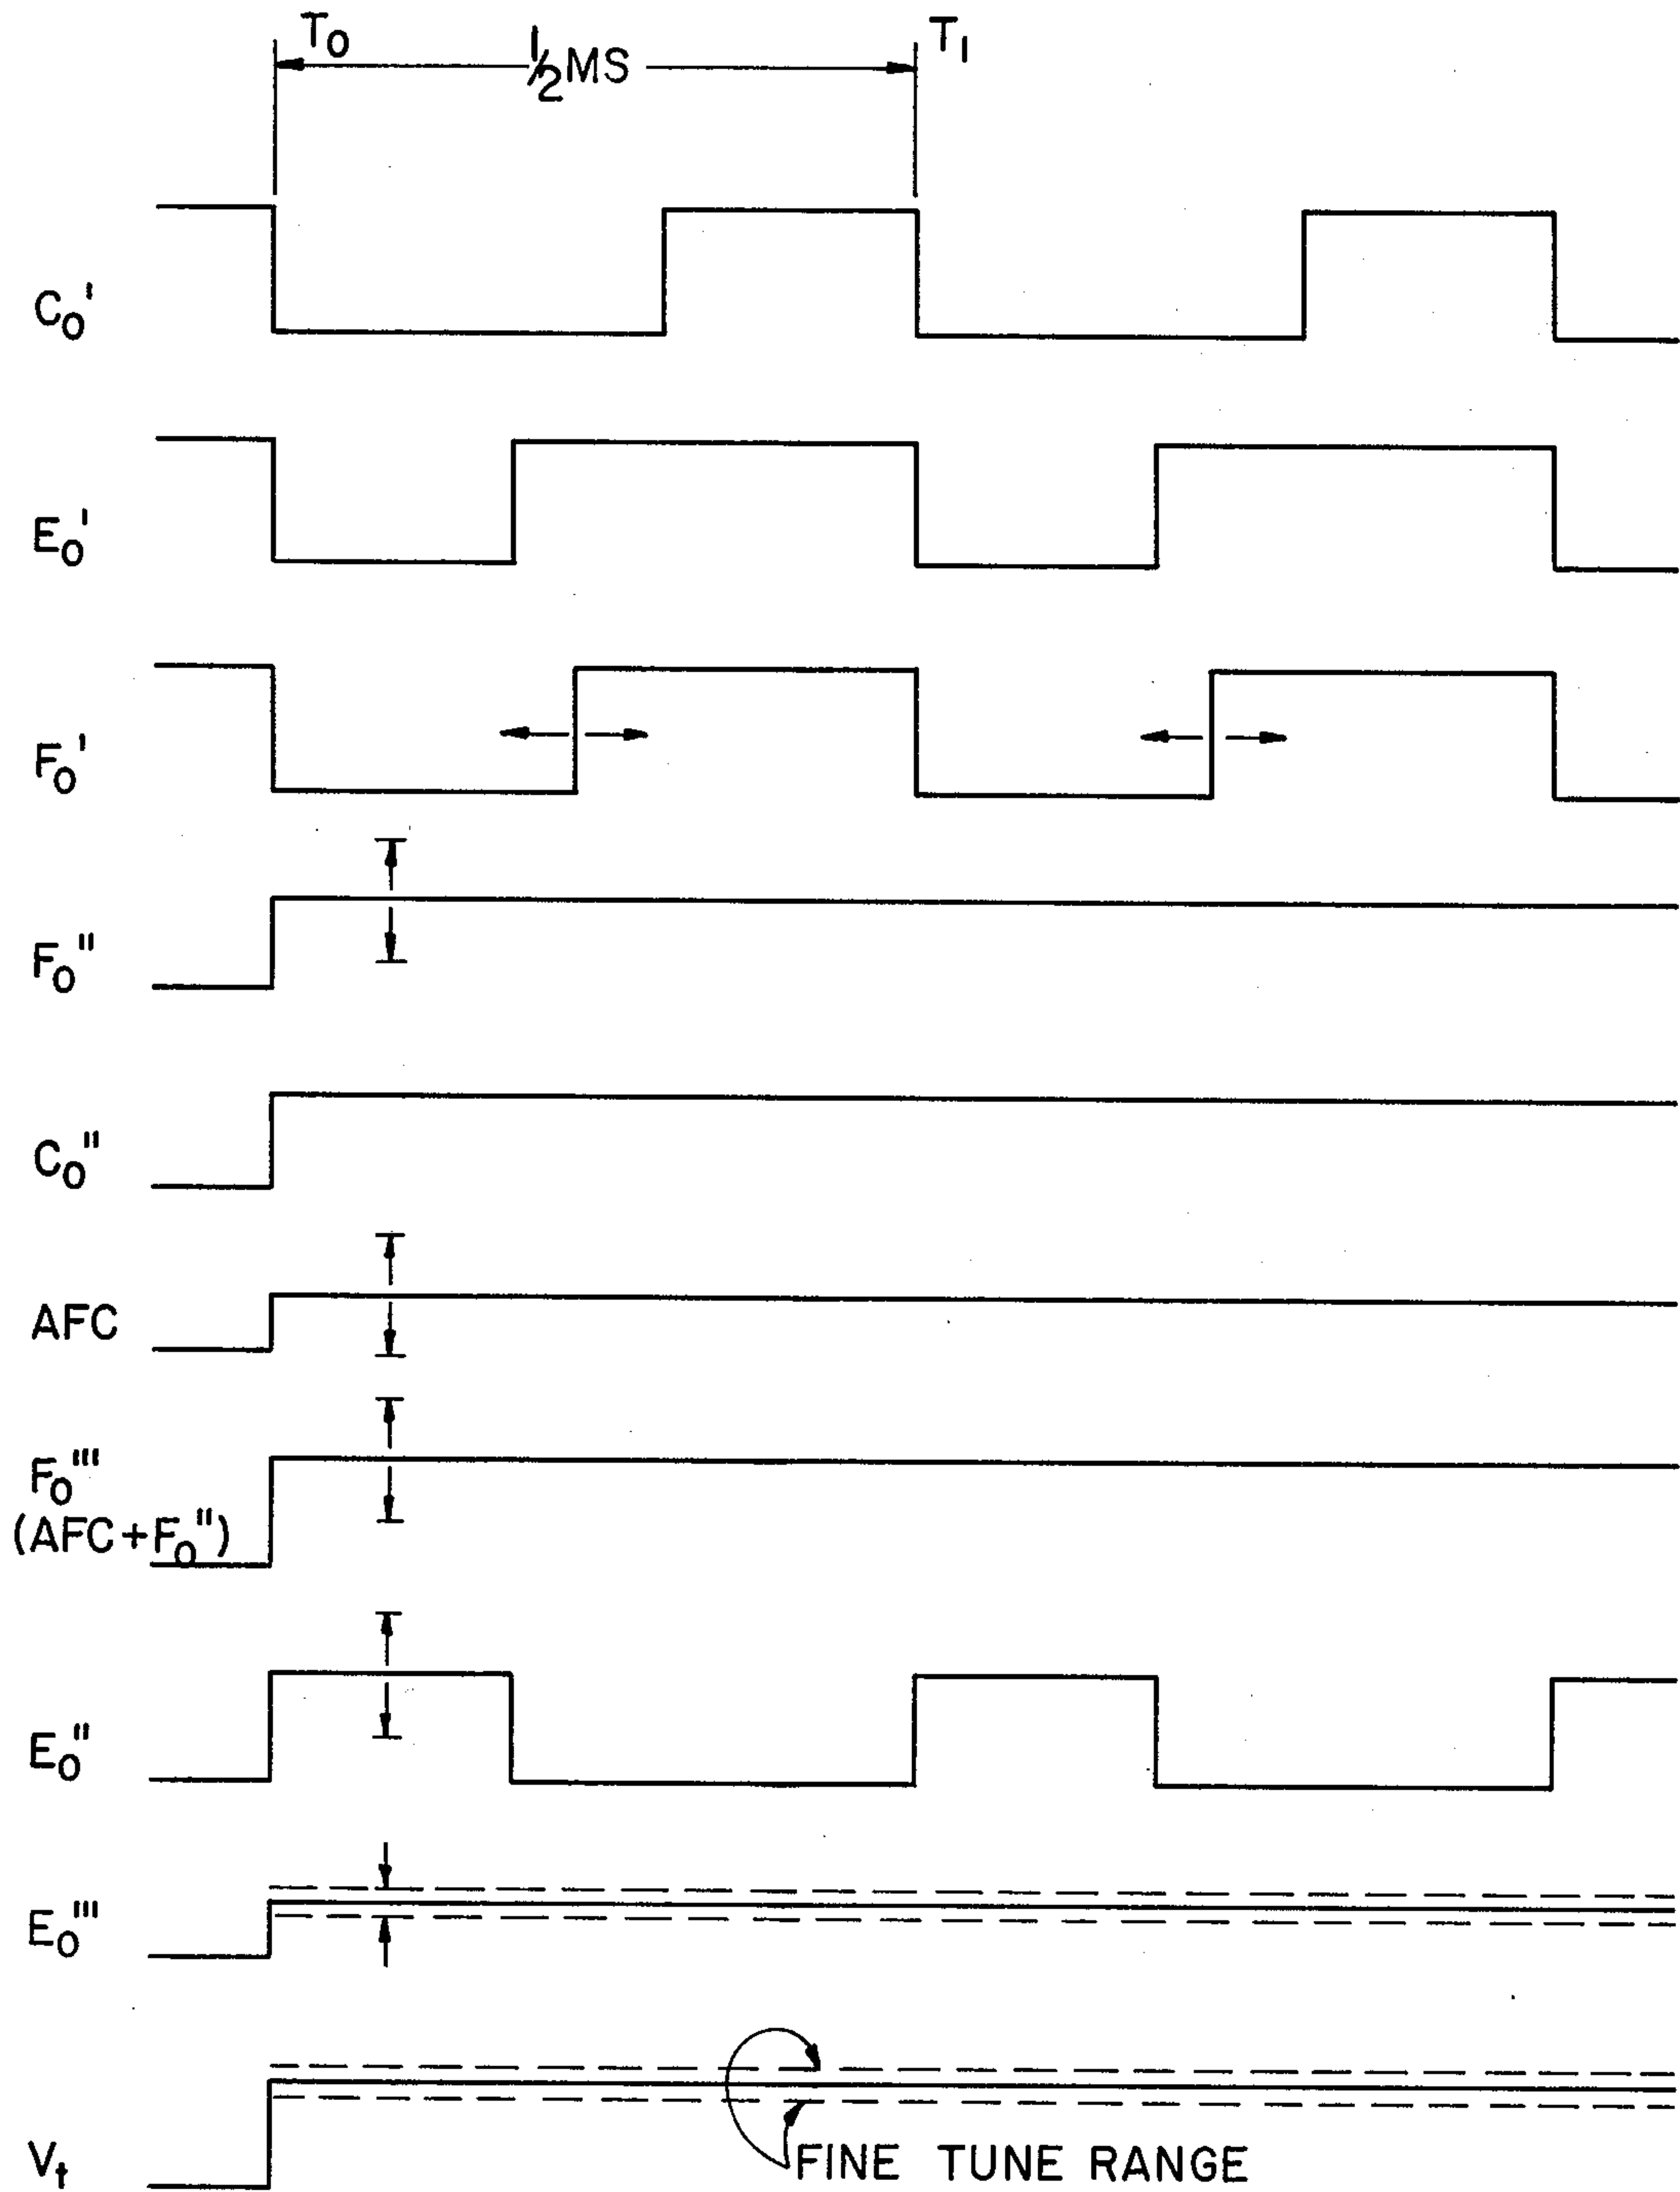 T₀ ½MS T₁
C₀'
E₀'
F₀'
F₀"
C₀"
AFC
F₀'''
(AFC+F₀")
E₀"
E₀'''
Vₜ
FINE TUNE RANGE